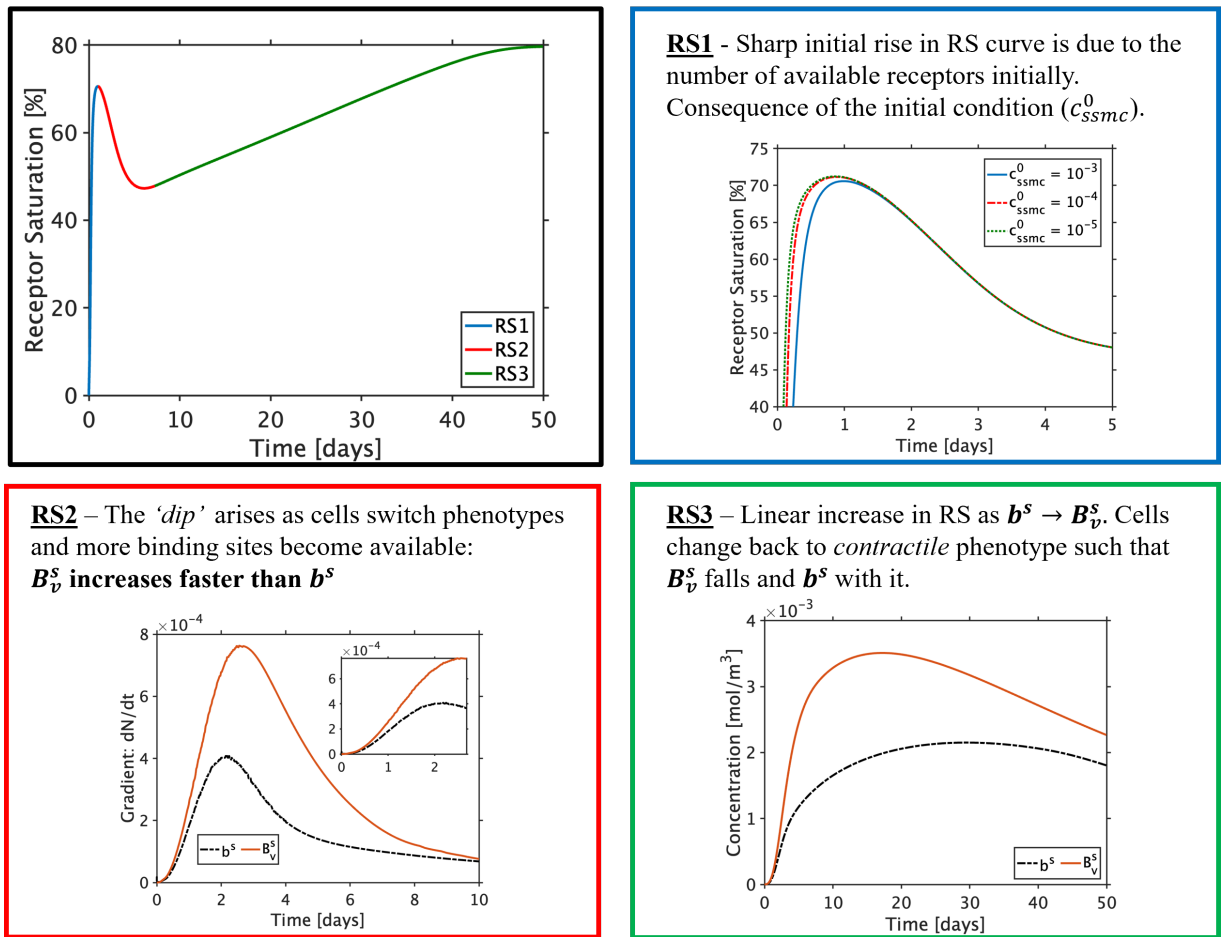 80
60
40
20
0
Receptor Saturation [%]
RS1
RS2
RS3
0 10 20 30 40 50
Time [days]
RS1 - Sharp initial rise in RS curve is due to the
number of available receptors initially.
Consequence of the initial condition (c⁰ₛₛₘ꜀).
75
70
65
60
55
50
45
40
Receptor Saturation [%]
c⁰ₛₛₘ꜀ = 10⁻³
c⁰ₛₛₘ꜀ = 10⁻⁴
c⁰ₛₛₘ꜀ = 10⁻⁵
0 1 2 3 4 5
Time [days]
RS2 – The ‘dip’ arises as cells switch phenotypes
and more binding sites become available:
Bᵥˢ increases faster than bˢ
×10⁻⁴
8
6
4
2
0
Gradient: dN/dt
×10⁻⁴
6
4
2
0
0 1 2
bˢ Bᵥˢ
0 2 4 6 8 10
Time [days]
RS3 – Linear increase in RS as bˢ → Bᵥˢ. Cells
change back to contractile phenotype such that
Bᵥˢ falls and bˢ with it.
×10⁻³
4
3
2
1
0
Concentration [mol/m³]
bˢ Bᵥˢ
0 10 20 30 40 50
Time [days]